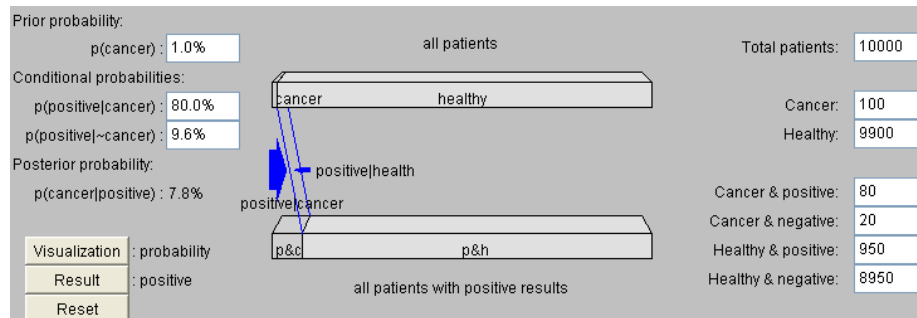 Prior probability:
p(cancer) : 1.0%
Conditional probabilities:
p(positive|cancer) : 80.0%
p(positive|~cancer) : 9.6%
Posterior probability:
p(cancer|positive) : 7.8%
Visualization : probability
Result : positive
Reset
all patients
cancer healthy
positive|health
positive|cancer
p&c p&h
all patients with positive results
Total patients: 10000
Cancer: 100
Healthy: 9900
Cancer & positive: 80
Cancer & negative: 20
Healthy & positive: 950
Healthy & negative: 8950